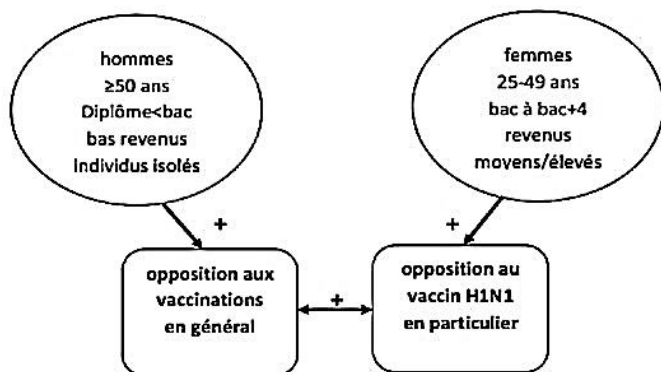 hommes
≥50 ans
Diplôme<bac
bas revenus
Individus isolés
femmes
25-49 ans
bac à bac+4
revenus
moyens/élevés
+
+
opposition aux
vaccinations
en général
+
opposition au
vaccin H1N1
en particulier